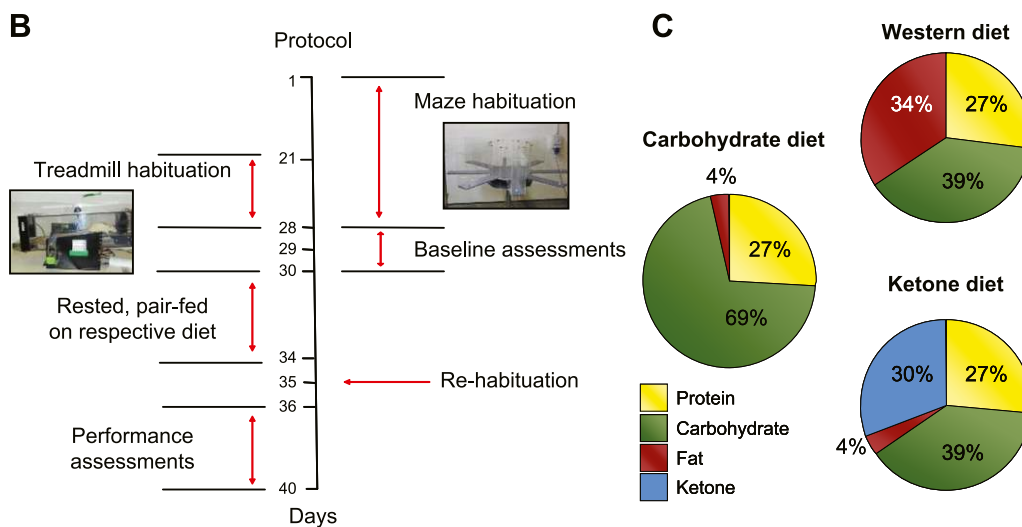 B
Protocol
1
Maze habituation
21
Treadmill habituation
28
29
Baseline assessments
30
Rested, pair-fed
on respective diet
34
35
Re-habituation
36
Performance
assessments
40
Days
C
Western diet
34%
27%
39%
Carbohydrate diet
4%
27%
69%
Ketone diet
30%
27%
4%
39%
Protein
Carbohydrate
Fat
Ketone